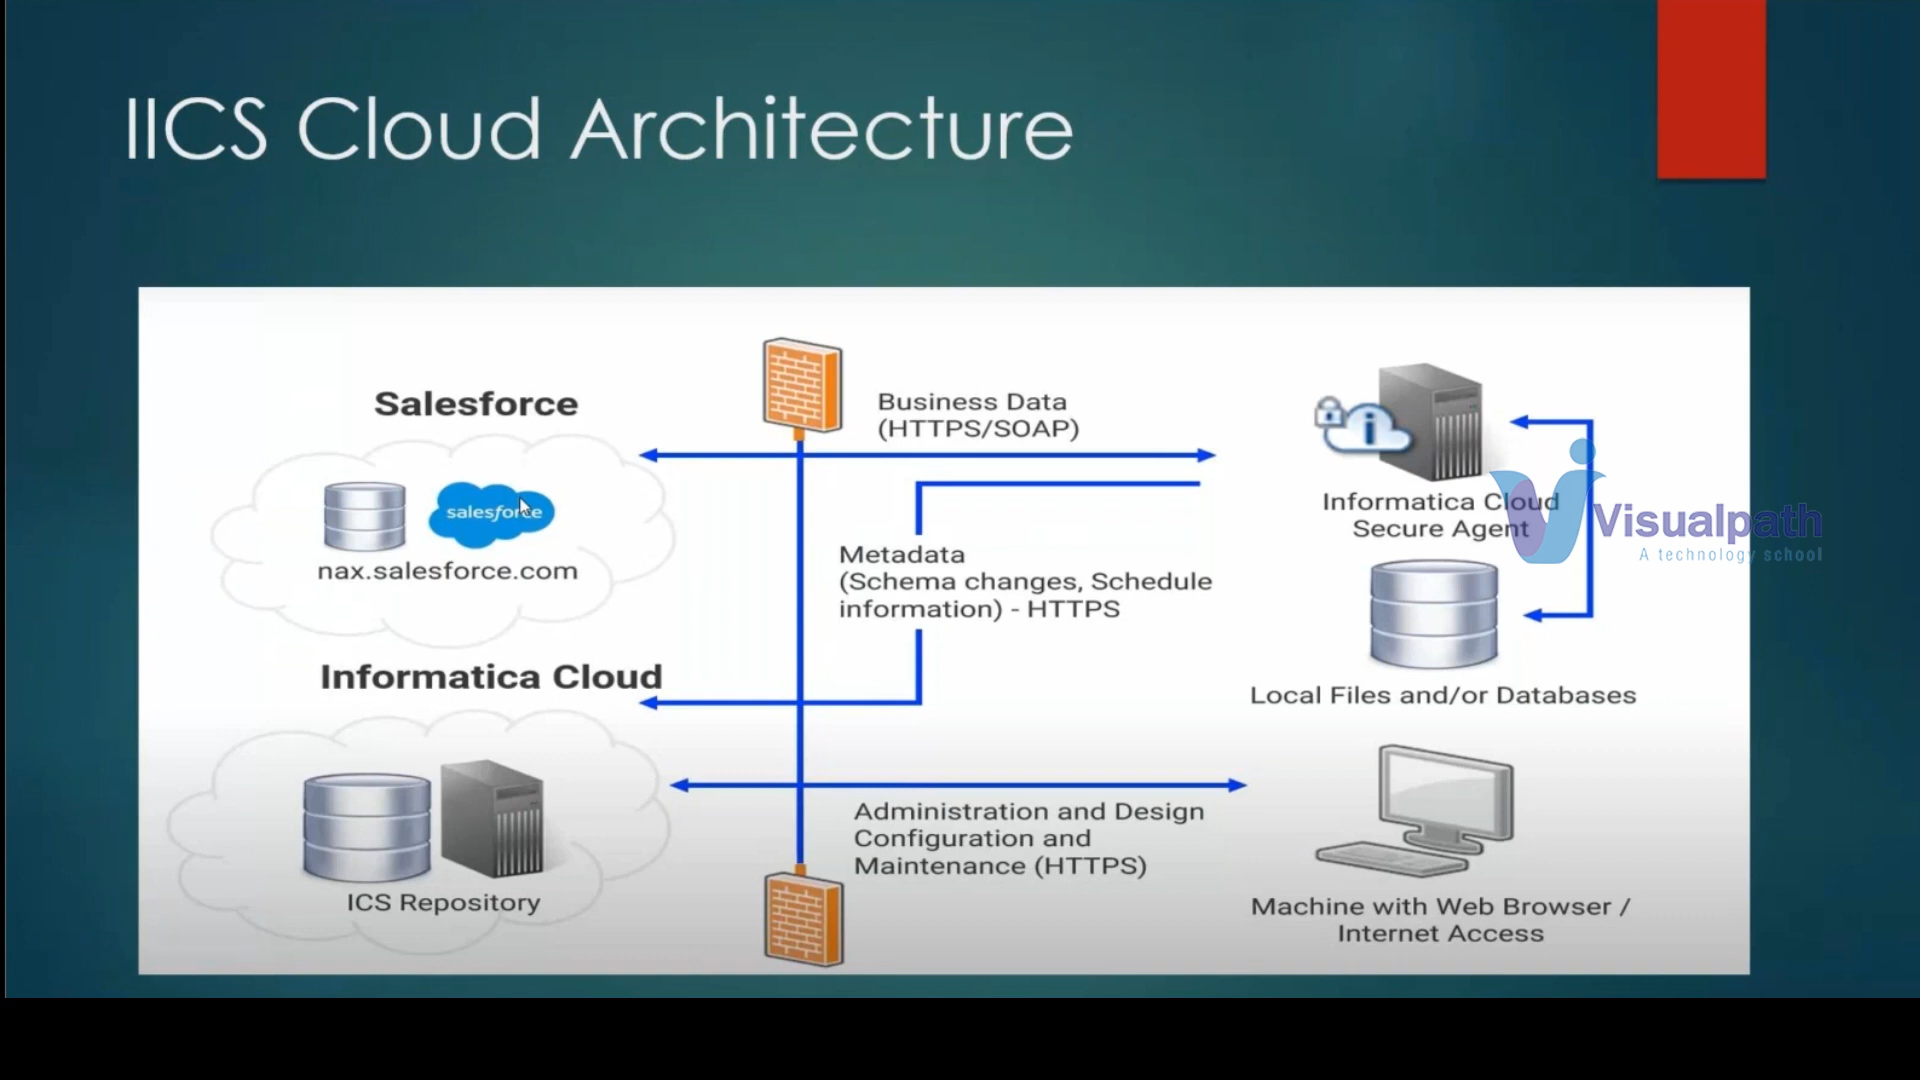 IICS Cloud Architecture
Salesforce
salesforce
nax.salesforce.com
Business Data
(HTTPS/SOAP)
Informatica Cloud
Secure Agent
Visualpath
A technology school
Metadata
(Schema changes, Schedule
information) - HTTPS
Local Files and/or Databases
Informatica Cloud
ICS Repository
Administration and Design
Configuration and
Maintenance (HTTPS)
Machine with Web Browser /
Internet Access